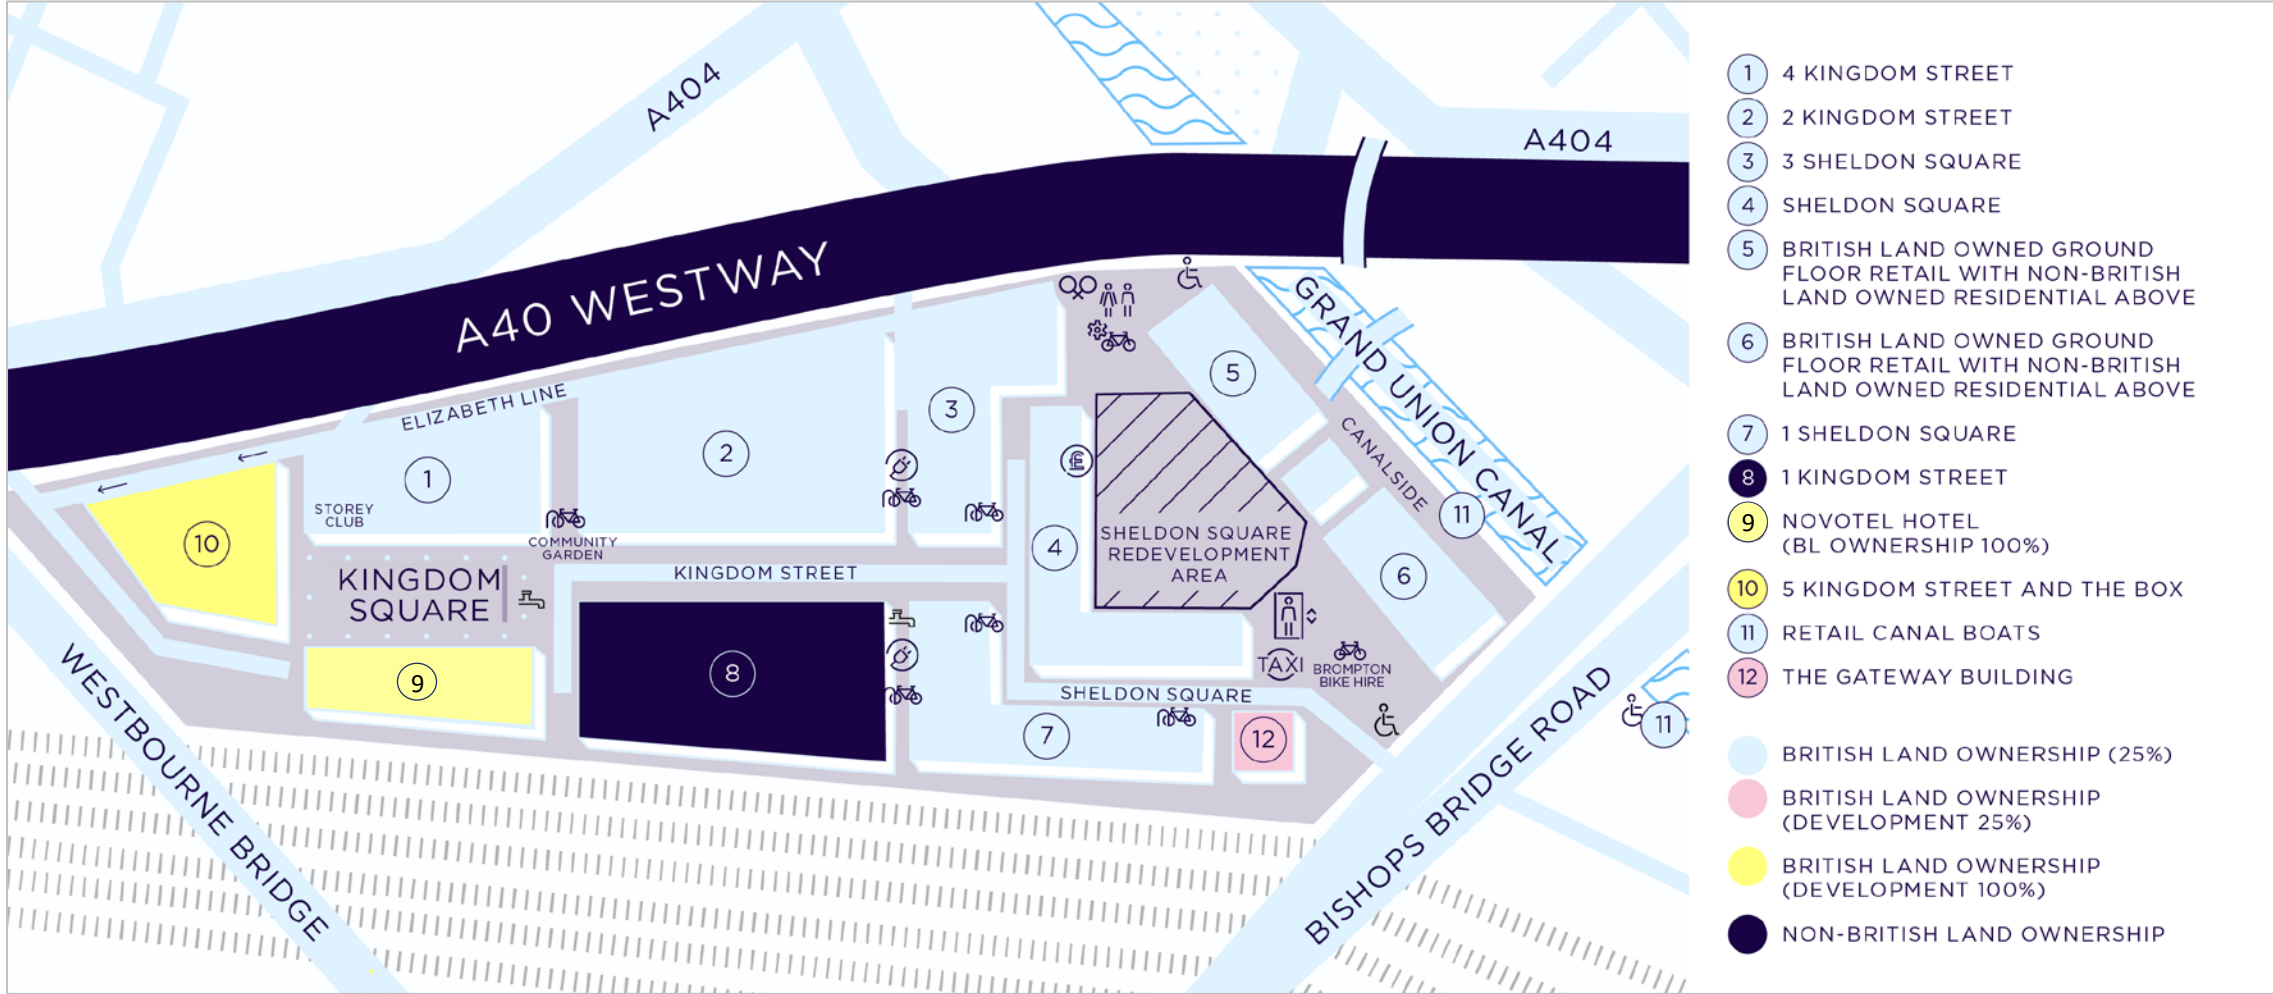 A404
A404
A40 WESTWAY
GRAND UNION CANAL
ELIZABETH LINE
5
3
2
1
CANALSIDE
£
STOREY
CLUB
10
COMMUNITY
GARDEN
11
4
SHELDON SQUARE
REDEVELOPMENT
AREA
KINGDOM STREET
KINGDOM
SQUARE
6
TAXI
BROMPTON
BIKE HIRE
8
9
SHELDON SQUARE
7
12
11
WESTBOURNE BRIDGE
BISHOPS BRIDGE ROAD
1 4 KINGDOM STREET
2 2 KINGDOM STREET
3 3 SHELDON SQUARE
4 SHELDON SQUARE
5 BRITISH LAND OWNED GROUND
FLOOR RETAIL WITH NON-BRITISH
LAND OWNED RESIDENTIAL ABOVE
6 BRITISH LAND OWNED GROUND
FLOOR RETAIL WITH NON-BRITISH
LAND OWNED RESIDENTIAL ABOVE
7 1 SHELDON SQUARE
8 1 KINGDOM STREET
9 NOVOTEL HOTEL
(BL OWNERSHIP 100%)
10 5 KINGDOM STREET AND THE BOX
11 RETAIL CANAL BOATS
12 THE GATEWAY BUILDING
BRITISH LAND OWNERSHIP (25%)
BRITISH LAND OWNERSHIP
(DEVELOPMENT 25%)
BRITISH LAND OWNERSHIP
(DEVELOPMENT 100%)
NON-BRITISH LAND OWNERSHIP